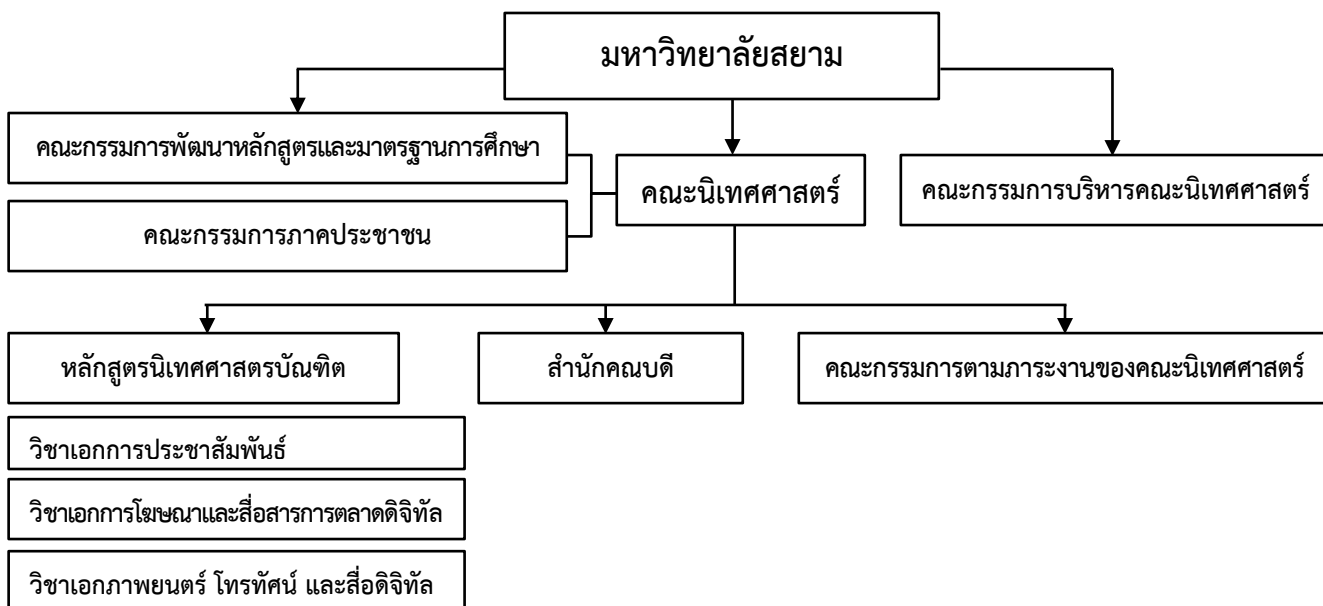 มหาวิทยาลัยสยาม
คณะกรรมการพัฒนาหลักสูตรและมาตรฐานการศึกษา
คณะนิเทศศาสตร์
คณะกรรมการบริหารคณะนิเทศศาสตร์
คณะกรรมการภาคประชาชน
หลักสูตรนิเทศศาสตรบัณฑิต
สำนักคณบดี
คณะกรรมการตามภาระงานของคณะนิเทศศาสตร์
วิชาเอกการประชาสัมพันธ์
วิชาเอกการโฆษณาและสื่อสารการตลาดดิจิทัล
วิชาเอกภาพยนตร์ โทรทัศน์ และสื่อดิจิทัล